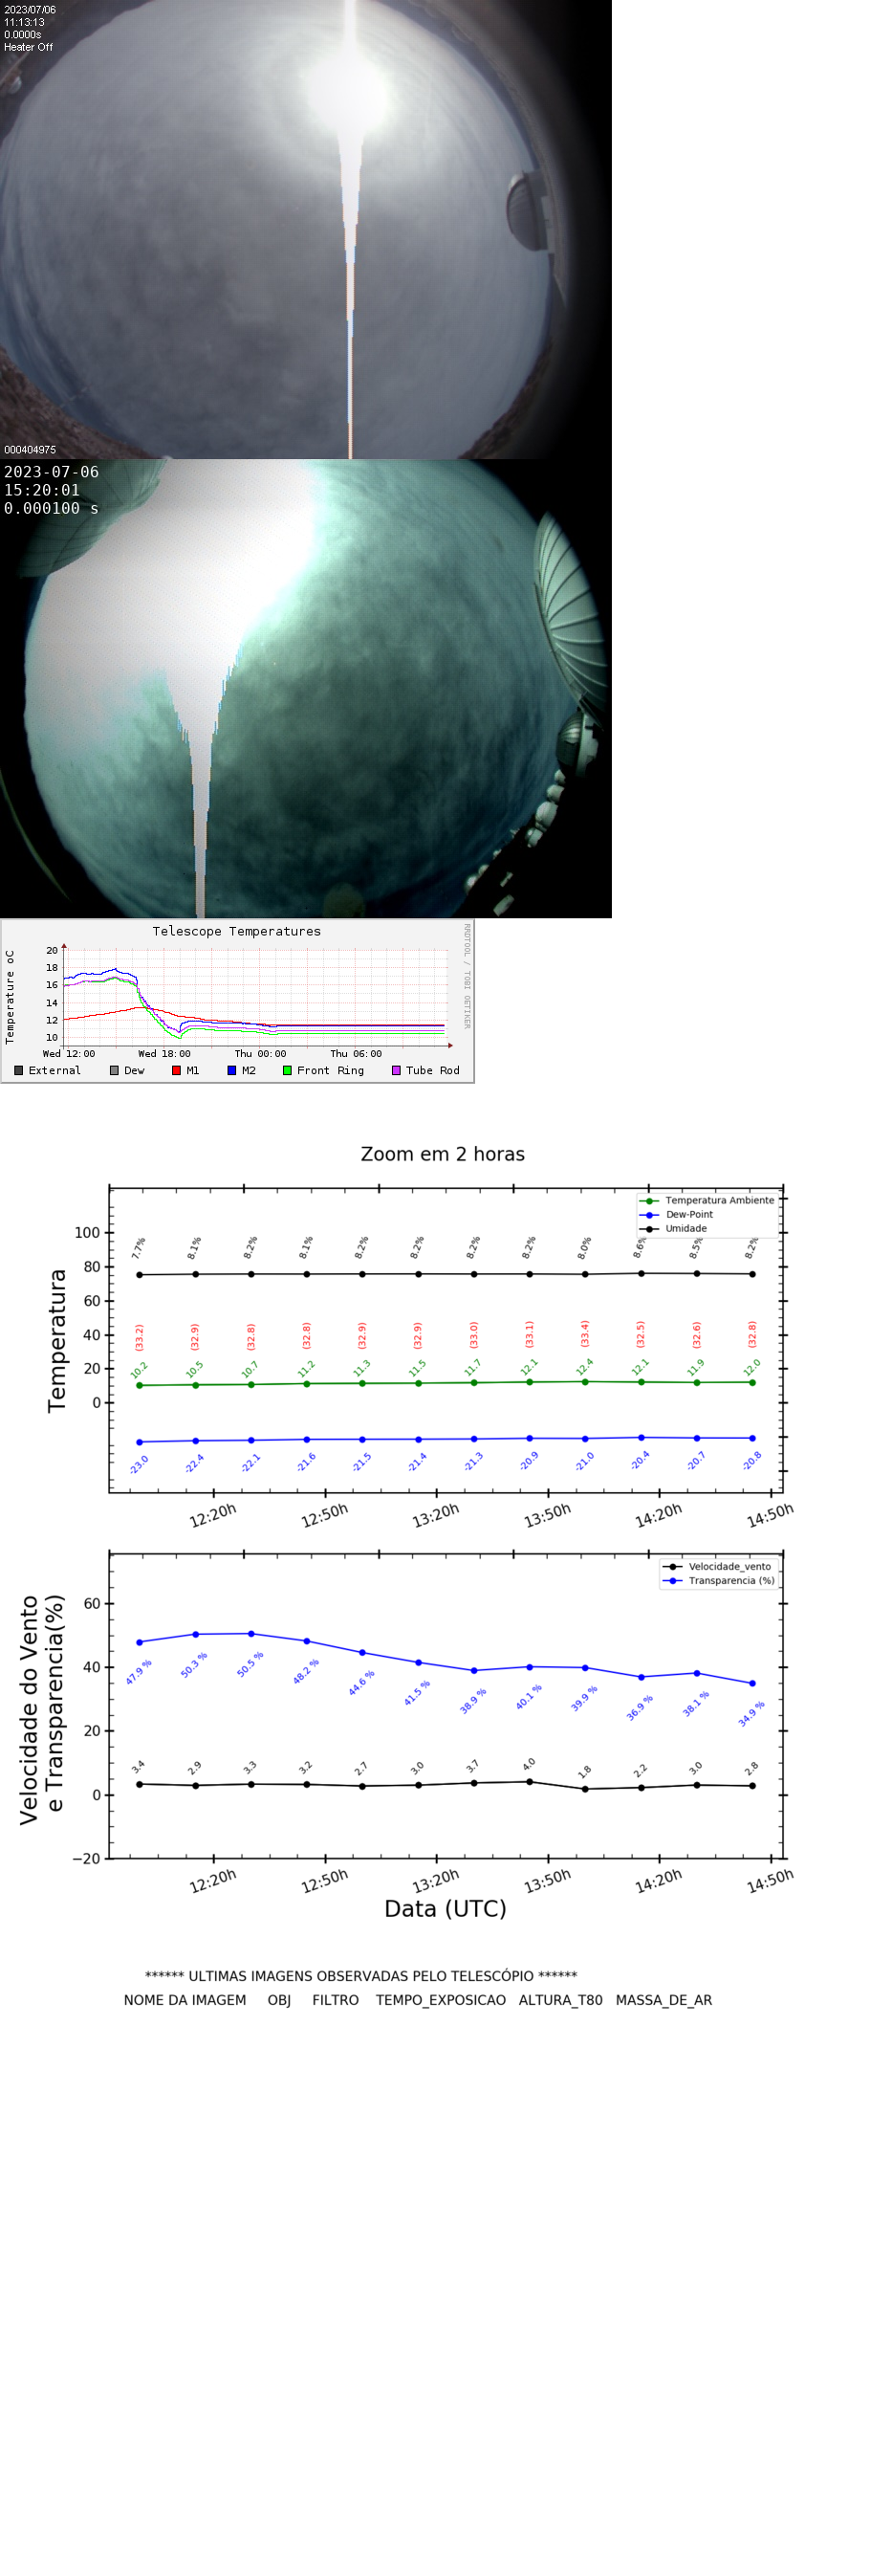 2023/07/06
11:13:13
0.0000s
Heater Off
000404975
2023-07-06
15:20:01
0.000100 s
Telescope Temperatures
RRDTOOL / TOBI OETIKER
Temperature oC
20
18
16
14
12
10
Wed 12:00 Wed 18:00 Thu 00:00 Thu 06:00
External Dew M1 M2 Front Ring Tube Rod
Zoom em 2 horas
Temperatura Ambiente
Dew-Point
Umidade
Temperatura
100
80
60
40
20
0
7.7% 8.1% 8.2% 8.1% 8.2% 8.2% 8.2% 8.2% 8.0% 8.6% 8.5% 8.2%
(33.2) (32.9) (32.8) (32.8) (32.9) (32.9) (33.0) (33.1) (33.4) (32.5) (32.6) (32.8)
10.2 10.5 10.7 11.2 11.3 11.5 11.7 12.1 12.4 12.1 11.9 12.0
-23.0 -22.4 -22.1 -21.6 -21.5 -21.4 -21.3 -20.9 -21.0 -20.4 -20.7 -20.8
12:20h 12:50h 13:20h 13:50h 14:20h 14:50h
Velocidade_vento
Transparencia (%)
Velocidade do Vento
e Transparencia(%)
60
40
20
0
−20
47.9 % 50.3 % 50.5 % 48.2 % 44.6 % 41.5 % 38.9 % 40.1 % 39.9 % 36.9 % 38.1 % 34.9 %
3.4 2.9 3.3 3.2 2.7 3.0 3.7 4.0 1.8 2.2 3.0 2.8
12:20h 12:50h 13:20h 13:50h 14:20h 14:50h
Data (UTC)
****** ULTIMAS IMAGENS OBSERVADAS PELO TELESCÓPIO ******
NOME DA IMAGEM OBJ FILTRO TEMPO_EXPOSICAO ALTURA_T80 MASSA_DE_AR